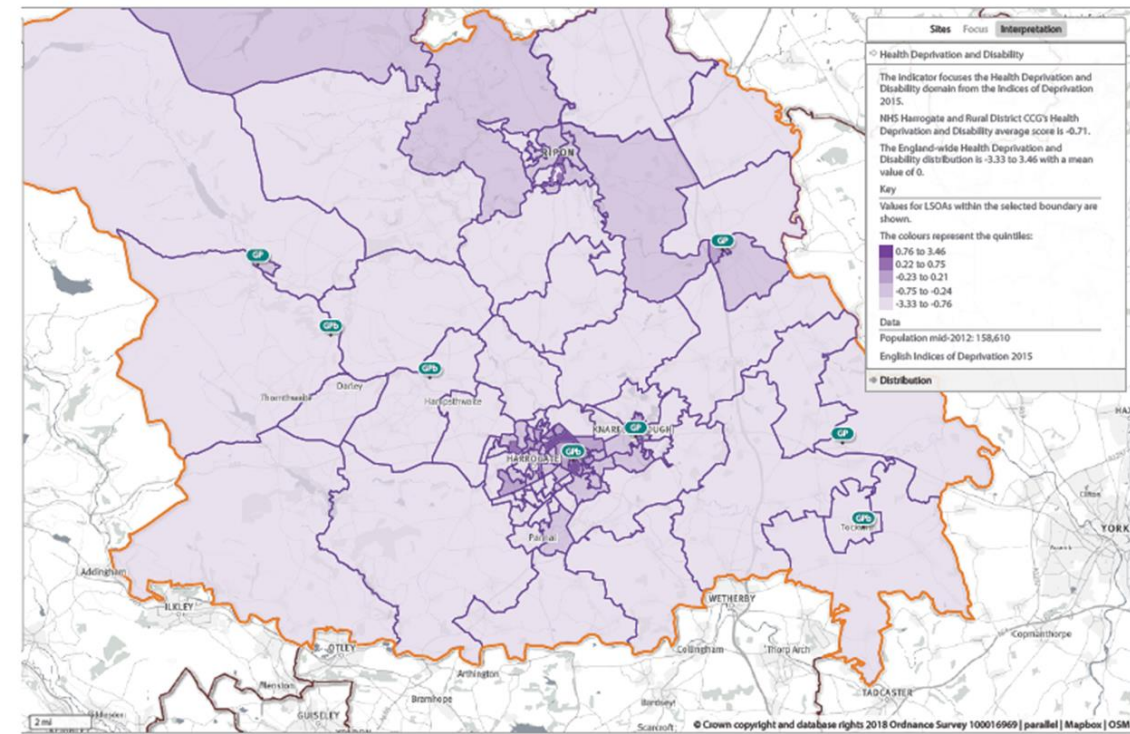 Sites Focus Interpretation
Health Deprivation and Disability
The indicator focuses the Health Deprivation and
Disability domain from the Indices of Deprivation
2015.
NHS Harrogate and Rural District CCG's Health
Deprivation and Disability average score is -0.71.
The England-wide Health Deprivation and
Disability distribution is -3.33 to 3.46 with a mean
value of 0.
Key
Values for LSOAs within the selected boundary are
shown.
The colours represent the quintiles:
0.76 to 3.46
0.22 to 0.75
-0.23 to 0.21
-0.75 to -0.24
-3.33 to -0.76
Data
Population mid-2012: 158,610
English Indices of Deprivation 2015
Distribution
RIPON
GP
GP
GPb
GPb
Darley
Hampsthwaite
GP
GP
HARROGATE
GPb
GPb
Pannal
Clifton
YORK
Addingham
ILKLEY
WETHERBY
OTLEY
Collingham
Thorp Arch
Copmanthorpe
Arthington
Menston
Bramhope
Bardsey
TADCASTER
GUISELEY
Scarcroft
2 mi
© Crown copyright and database rights 2018 Ordnance Survey 100016969 | parallel | Mapbox | OSM